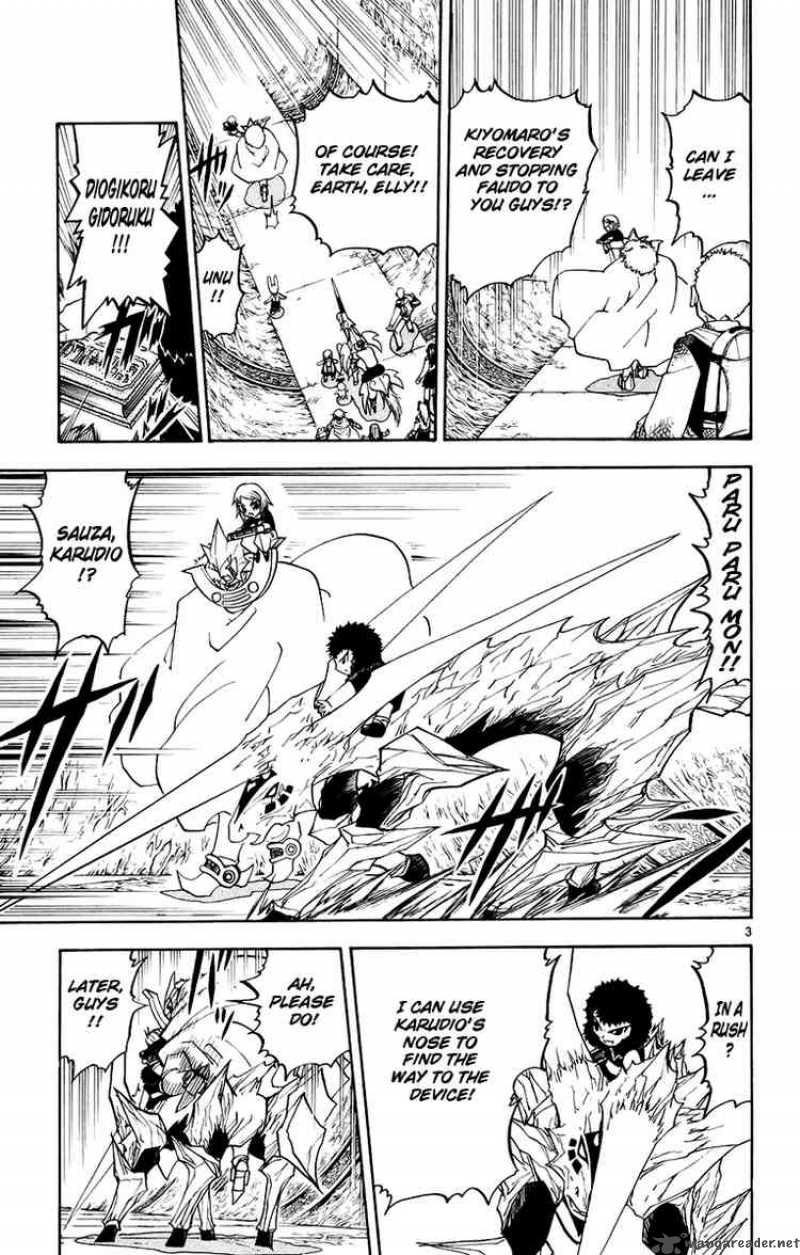 CAN I
LEAVE
...
KIYOMARO'S
RECOVERY
AND STOPPING
FAUDO TO
YOU GUYS!?
OF COURSE!
TAKE CARE,
EARTH, ELLY!!
UNU
!!
DIOGIKORU
GIDORUKU
!!!
PARU PARU MON!!
SAUZA,
KARUDIO
!?
3
IN A
RUSH
?
I CAN USE
KARUDIO'S
NOSE TO
FIND THE
WAY TO THE
DEVICE!
AH,
PLEASE
DO!
LATER,
GUYS
!!
mangareader.net